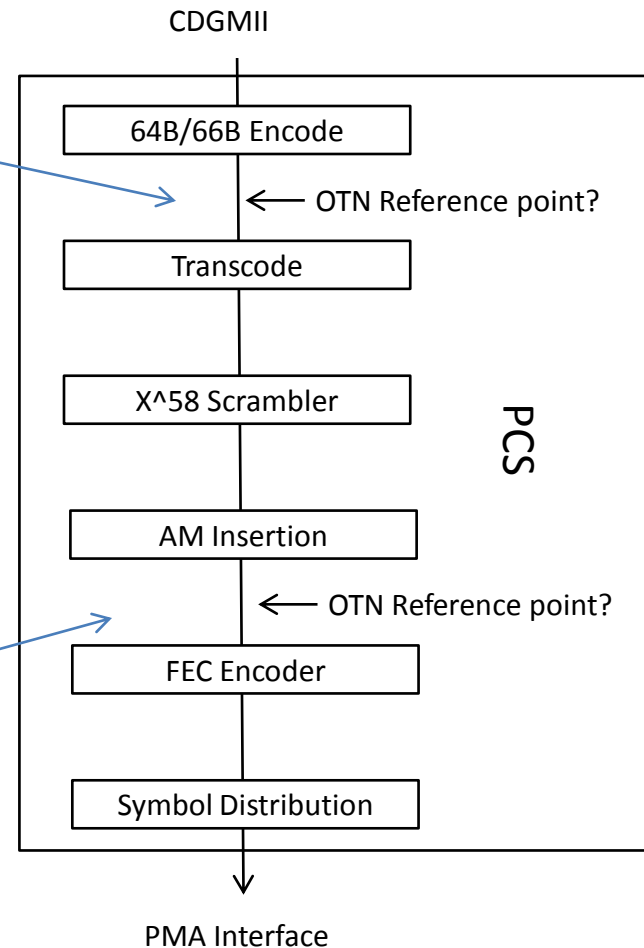 CDGMII
64B/66B Encode
OTN Reference point?
Transcode
X^58 Scrambler
PCS
AM Insertion
OTN Reference point?
FEC Encoder
Symbol Distribution
PMA Interface